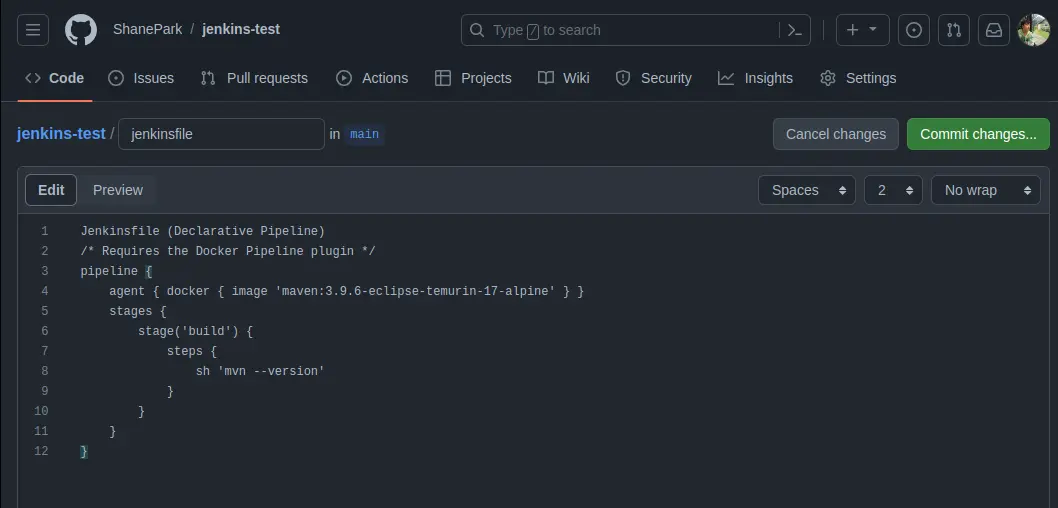 ShanePark / jenkins-test
Type / to search
Code Issues Pull requests Actions Projects Wiki Security Insights Settings
jenkins-test / jenkinsfile in main Cancel changes Commit changes...
Edit Preview Spaces 2 No wrap
1 Jenkinsfile (Declarative Pipeline)
2 /* Requires the Docker Pipeline plugin */
3 pipeline {
4 agent { docker { image 'maven:3.9.6-eclipse-temurin-17-alpine' } }
5 stages {
6 stage('build') {
7 steps {
8 sh 'mvn --version'
9 }
10 }
11 }
12 }